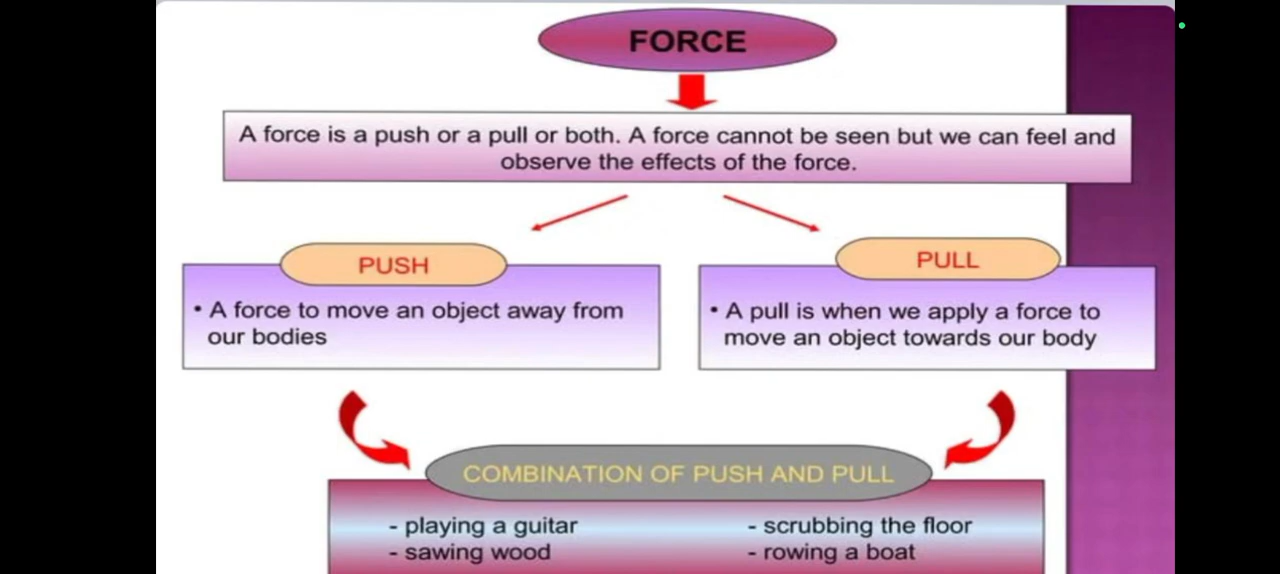 FORCE
A force is a push or a pull or both. A force cannot be seen but we can feel and
observe the effects of the force.
PUSH
• A force to move an object away from
our bodies
PULL
• A pull is when we apply a force to
move an object towards our body
COMBINATION OF PUSH AND PULL
- playing a guitar
- sawing wood
- scrubbing the floor
- rowing a boat